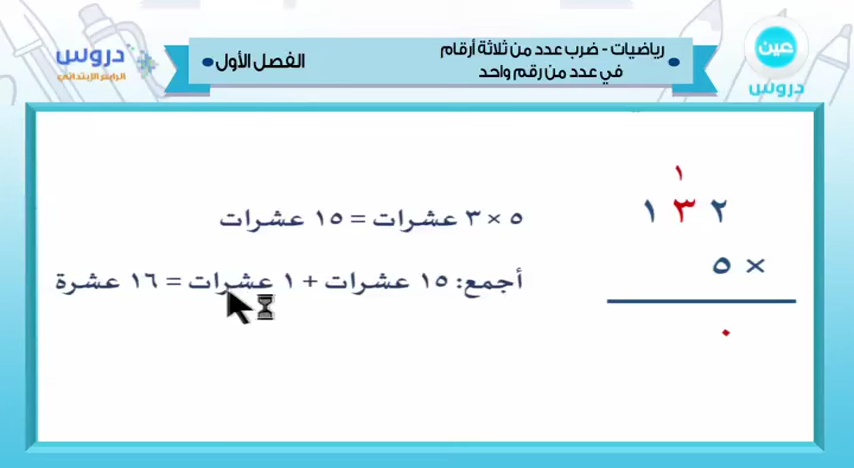 عين
دروس
رياضيات - ضرب عدد من ثلاثة أرقام
في عدد من رقم واحد
الفصل الأول
دروس
الرابع الإبتدائي
١
١ ٣ ٢
× ٥
٠
٥ × ٣ عشرات = ١٥ عشرات
أجمع: ١٥ عشرات + ١ عشرات = ١٦ عشرة